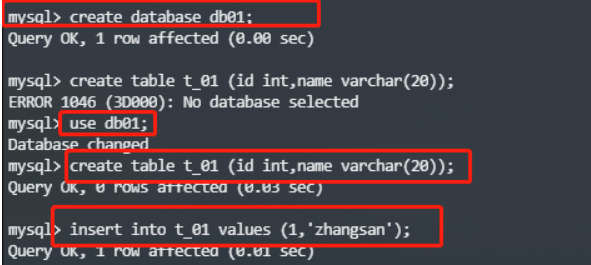 mysql> create database db01;
Query OK, 1 row affected (0.00 sec)
mysql> create table t_01 (id int,name varchar(20));
ERROR 1046 (3D000): No database selected
mysql> use db01;
Database changed
mysql> create table t_01 (id int,name varchar(20));
Query OK, 0 rows affected (0.03 sec)
mysql> insert into t_01 values (1,'zhangsan');
Query OK, 1 row affected (0.01 sec)